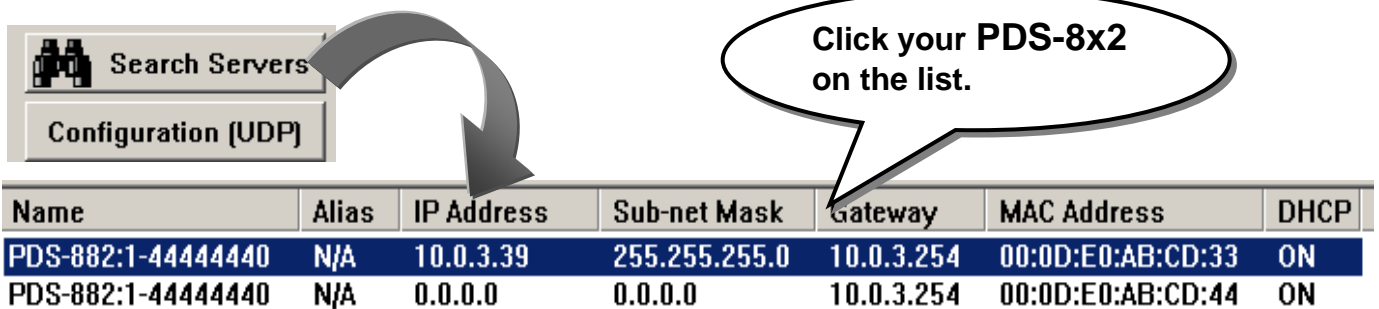 Search Servers
Configuration (UDP)
Click your PDS-8x2
on the list.
Name Alias IP Address Sub-net Mask Gateway MAC Address DHCP
PDS-882:1-44444440 N/A 10.0.3.39 255.255.255.0 10.0.3.254 00:0D:E0:AB:CD:33 ON
PDS-882:1-44444440 N/A 0.0.0.0 0.0.0.0 10.0.3.254 00:0D:E0:AB:CD:44 ON